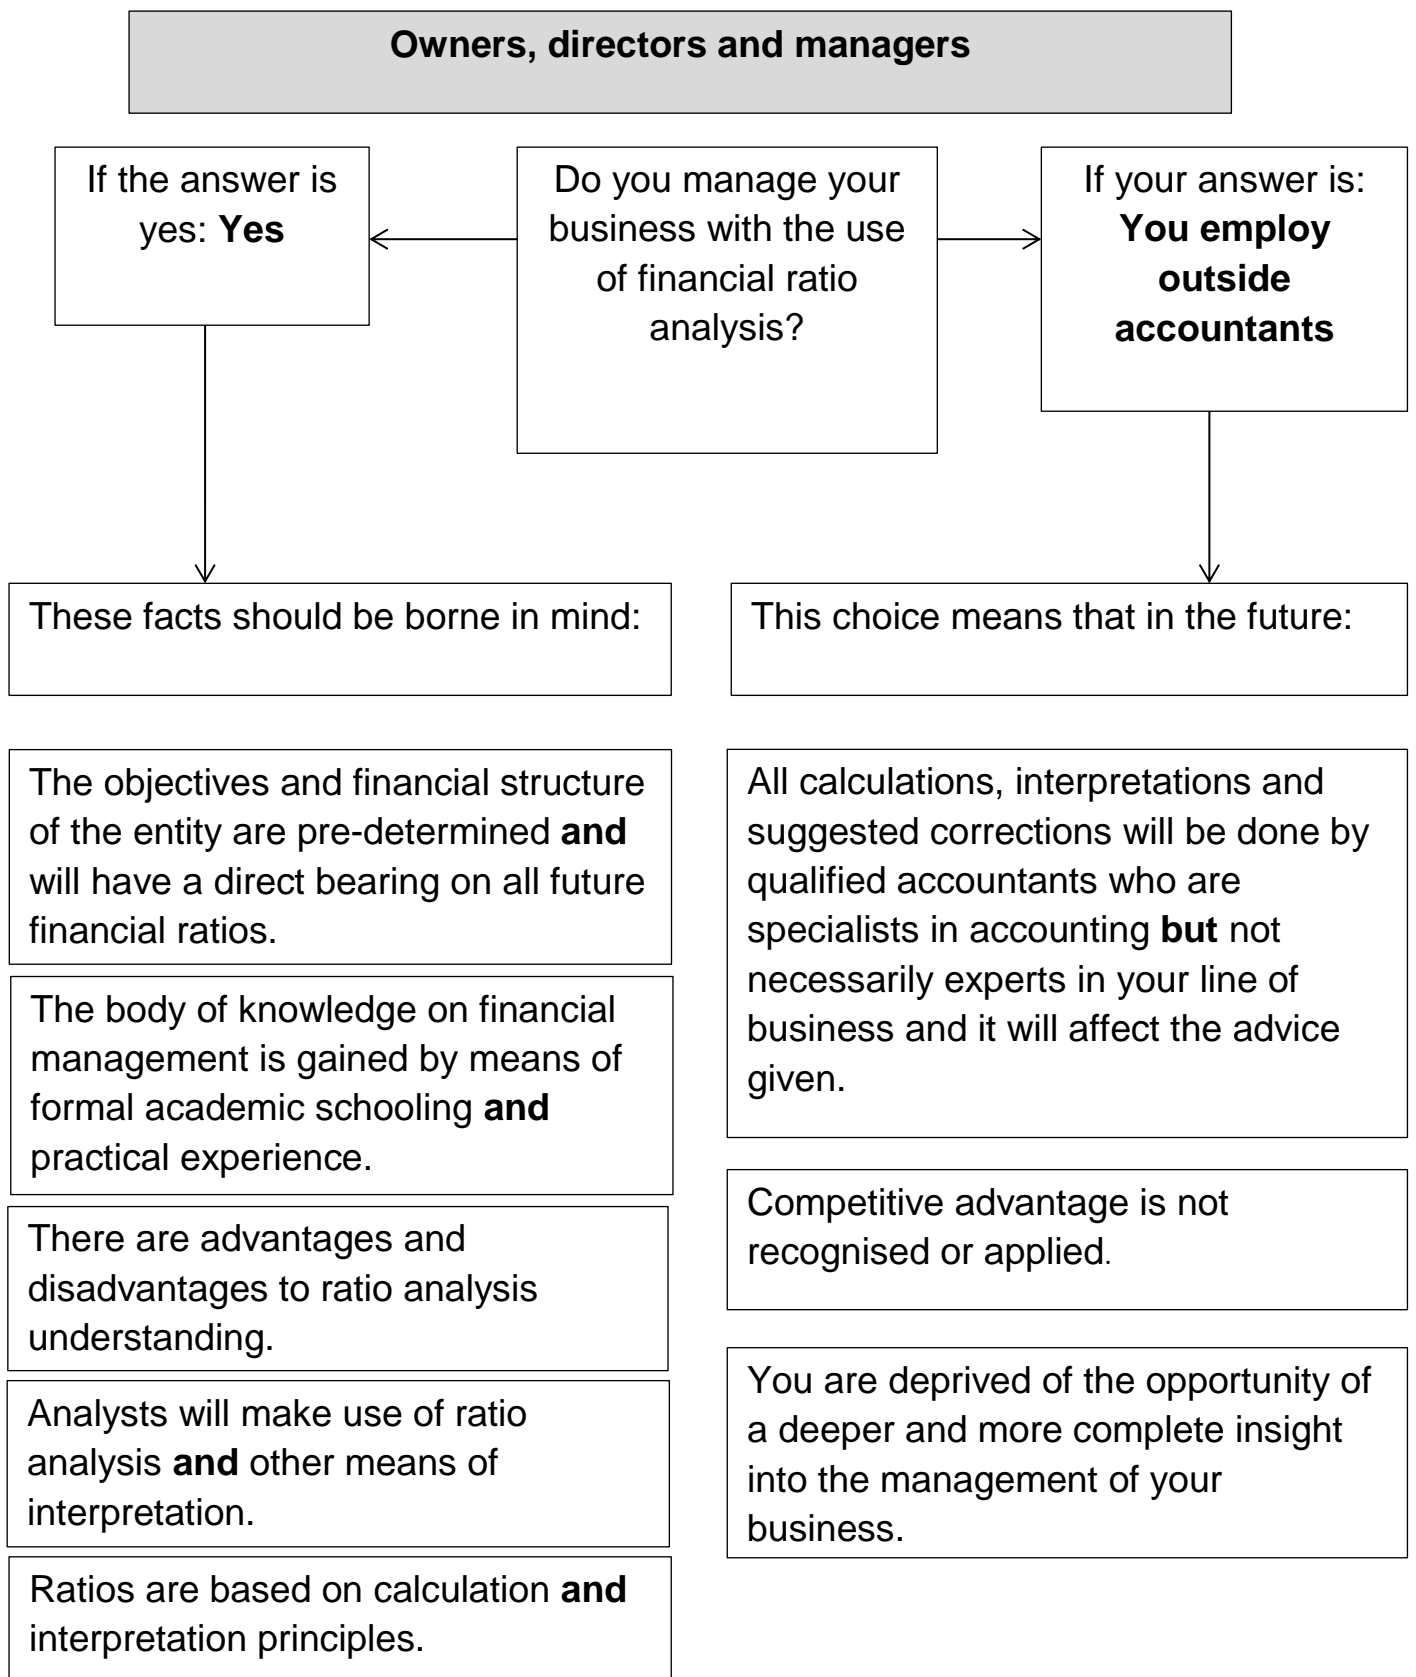 Owners, directors and managers
If the answer is
yes: Yes
Do you manage your
business with the use
of financial ratio
analysis?
If your answer is:
You employ
outside
accountants
These facts should be borne in mind:
This choice means that in the future:
The objectives and financial structure
of the entity are pre-determined and
will have a direct bearing on all future
financial ratios.
The body of knowledge on financial
management is gained by means of
formal academic schooling and
practical experience.
There are advantages and
disadvantages to ratio analysis
understanding.
Analysts will make use of ratio
analysis and other means of
interpretation.
Ratios are based on calculation and
interpretation principles.
All calculations, interpretations and
suggested corrections will be done by
qualified accountants who are
specialists in accounting but not
necessarily experts in your line of
business and it will affect the advice
given.
Competitive advantage is not
recognised or applied.
You are deprived of the opportunity of
a deeper and more complete insight
into the management of your
business.